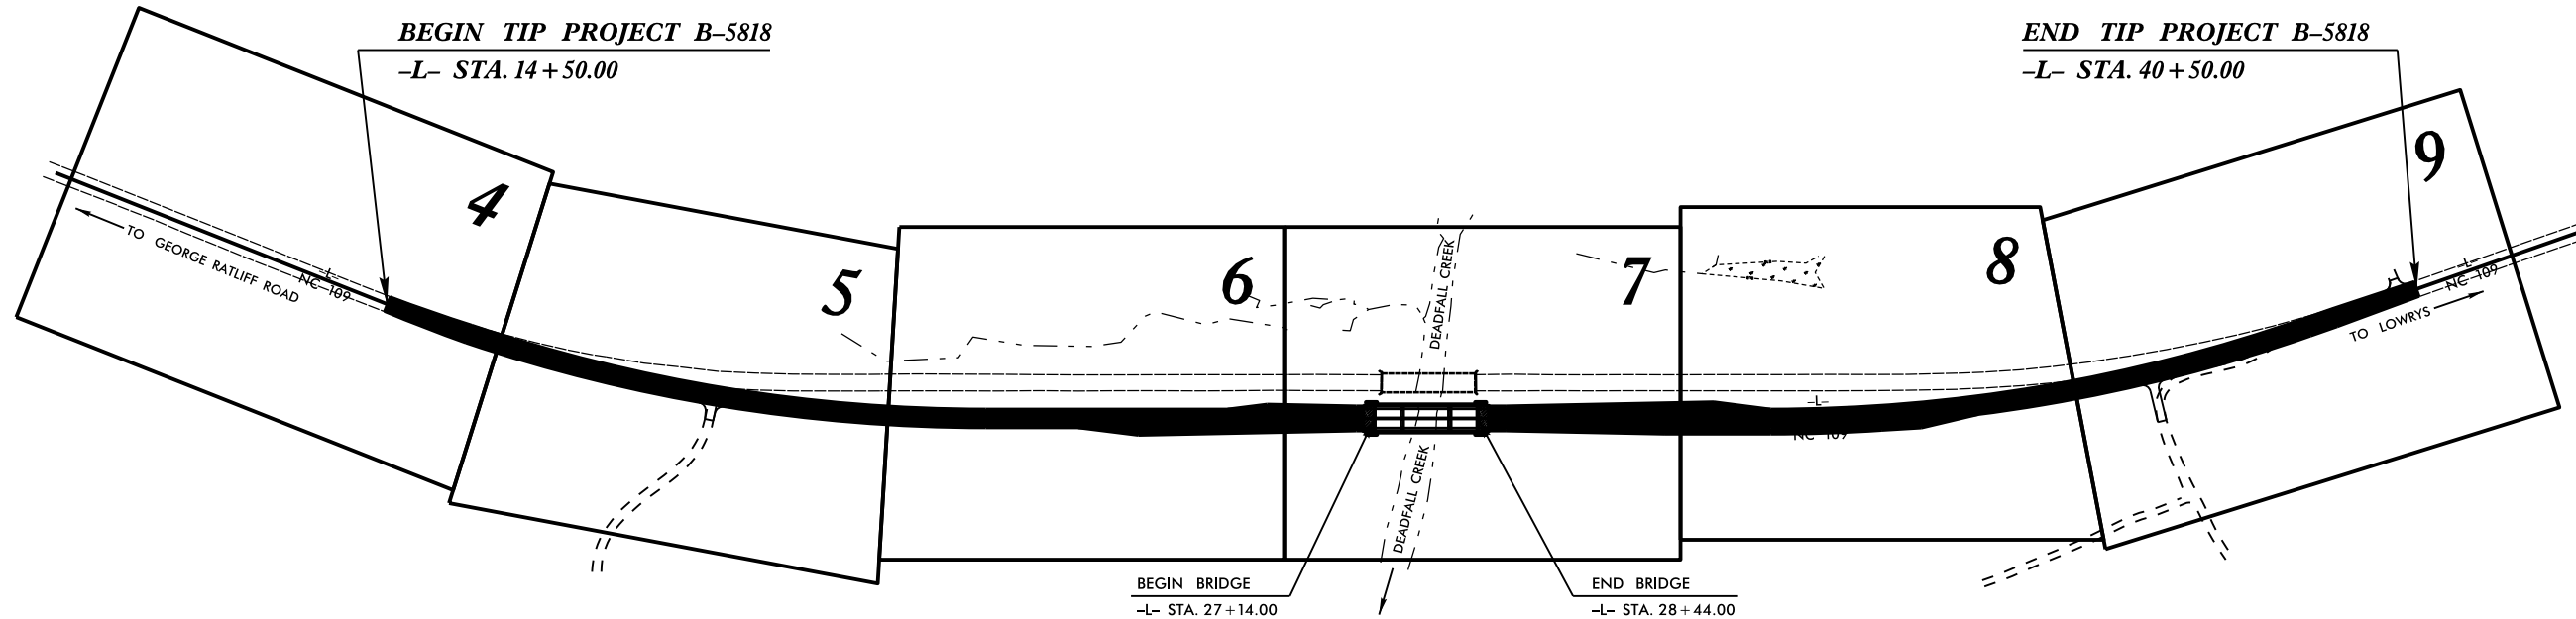 BEGIN TIP PROJECT B–5818
–L– STA. 14+50.00
END TIP PROJECT B–5818
–L– STA. 40+50.00
4
5
6
7
8
9
TO GEORGE RATLIFF ROAD
–L–
NC 109
DEADFALL CREEK
DEADFALL CREEK
–L–
NC 109
–L–
NC 109
TO LOWRYS
BEGIN BRIDGE
–L– STA. 27+14.00
END BRIDGE
–L– STA. 28+44.00